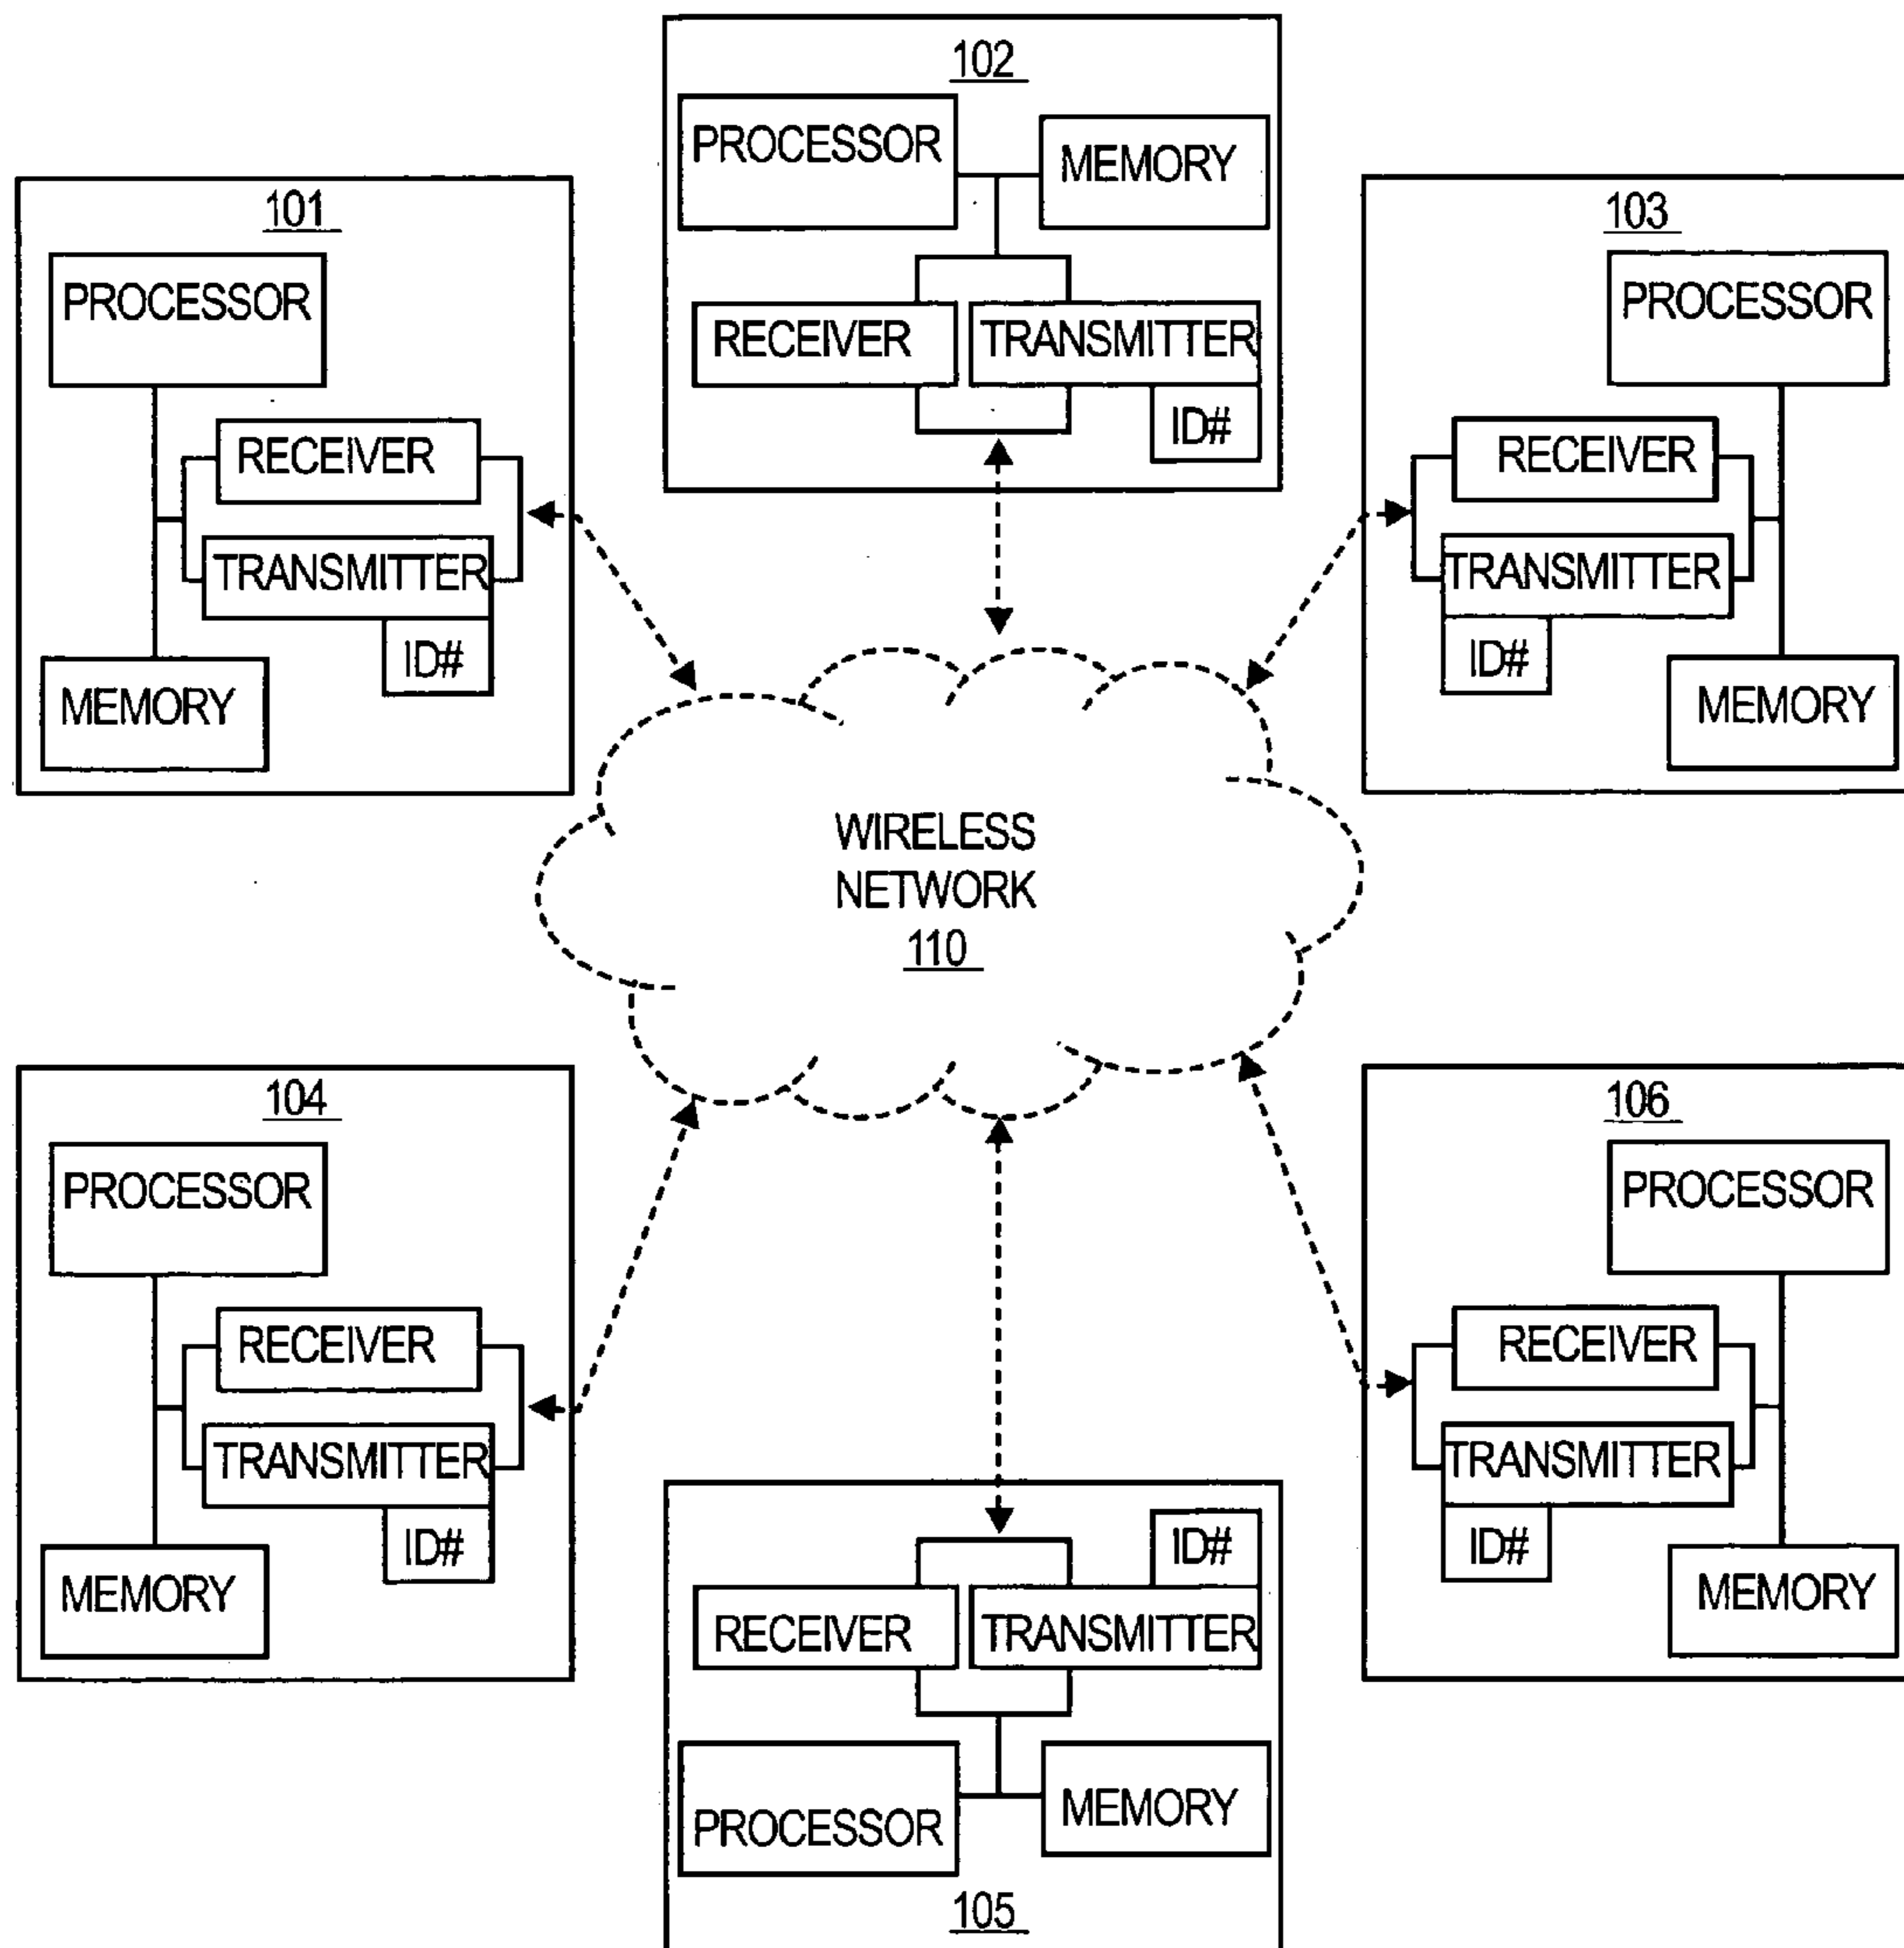 102
PROCESSOR
MEMORY
RECEIVER
TRANSMITTER
ID#
101
PROCESSOR
RECEIVER
TRANSMITTER
ID#
MEMORY
103
PROCESSOR
RECEIVER
TRANSMITTER
ID#
MEMORY
WIRELESS
NETWORK
110
104
PROCESSOR
RECEIVER
TRANSMITTER
ID#
MEMORY
106
PROCESSOR
RECEIVER
TRANSMITTER
ID#
MEMORY
ID#
RECEIVER
TRANSMITTER
PROCESSOR
MEMORY
105